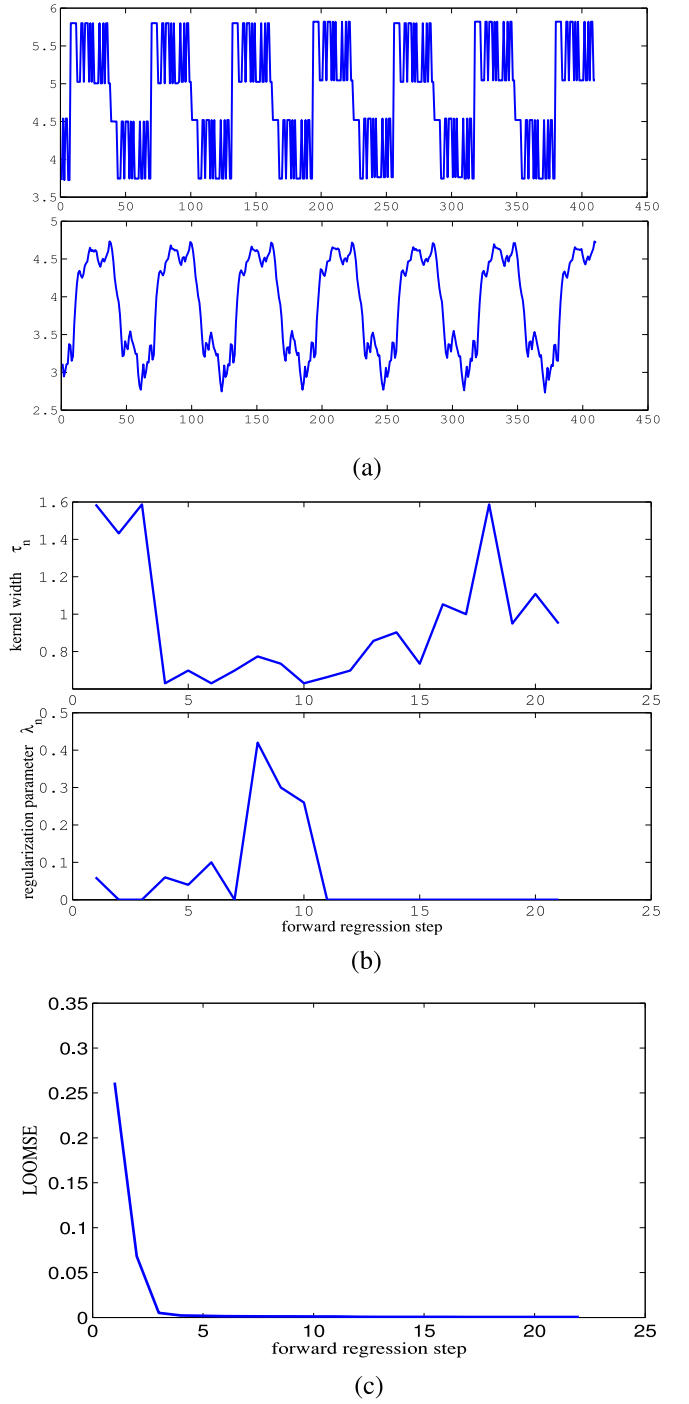 6
5.5
5
4.5
4
3.5
0 50 100 150 200 250 300 350 400 450
5
4.5
4
3.5
3
2.5
0 50 100 150 200 250 300 350 400 450
(a)
kernel width τn
1.6
1.4
1.2
1
0.8
0 5 10 15 20 25
regularization parameter λn
0.5
0.4
0.3
0.2
0.1
0
0 5 10 15 20 25
forward regression step
(b)
LOOMSE
0.35
0.3
0.25
0.2
0.15
0.1
0.05
0
0 5 10 15 20 25
forward regression step
(c)